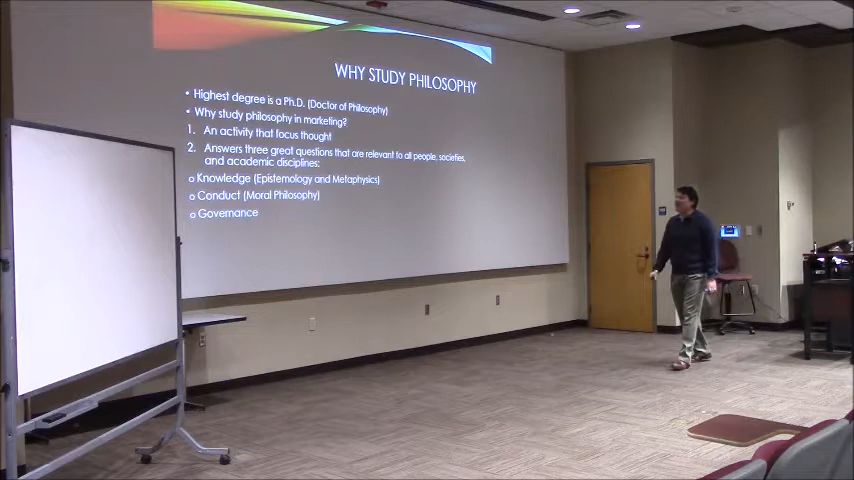 WHY STUDY PHILOSOPHY
• Highest degree is a Ph.D. (Doctor of Philosophy)
• Why study philosophy in marketing?
1. An activity that focus thought
2. Answers three great questions that are relevant to all people, societies,
and academic disciplines:
o Knowledge (Epistemology and Metaphysics)
o Conduct (Moral Philosophy)
o Governance